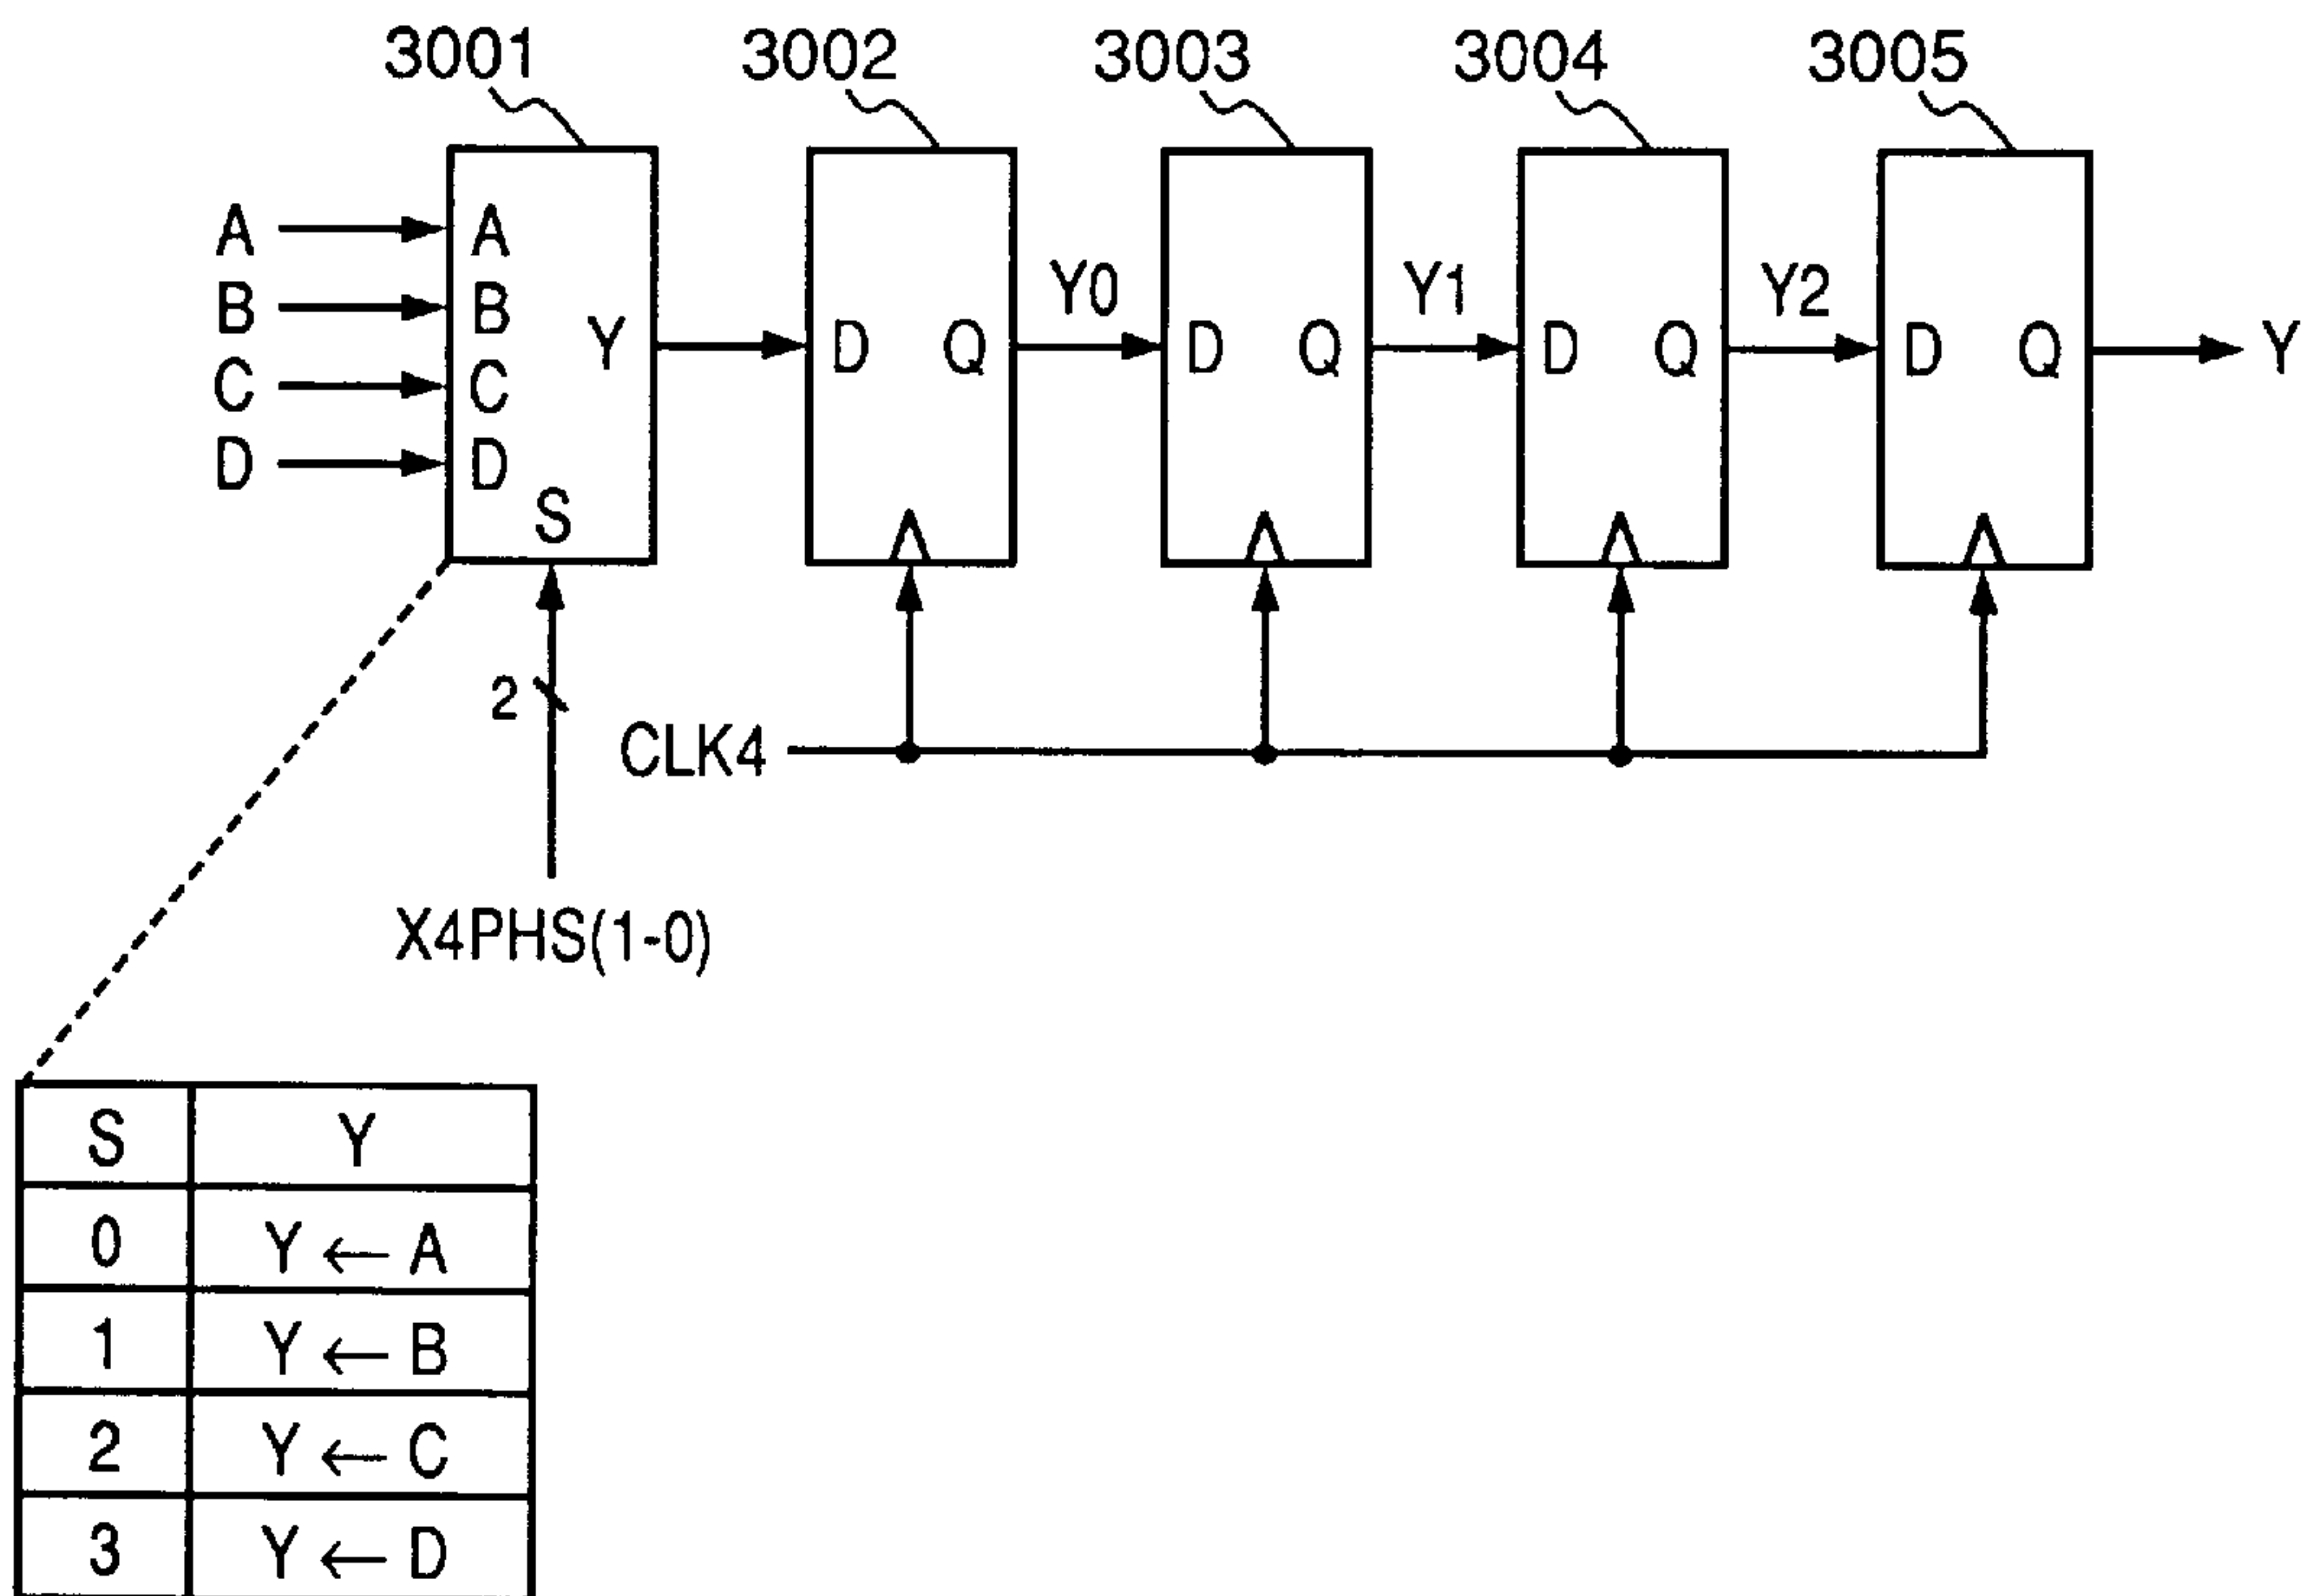 3001 3002 3003 3004 3005
A A
B B Y D Q Y0 D Q Y1 D Q Y2 D Q Y
C C
D D
S
2
CLK4
X4PHS(1-0)
S Y
0 Y ← A
1 Y ← B
2 Y ← C
3 Y ← D